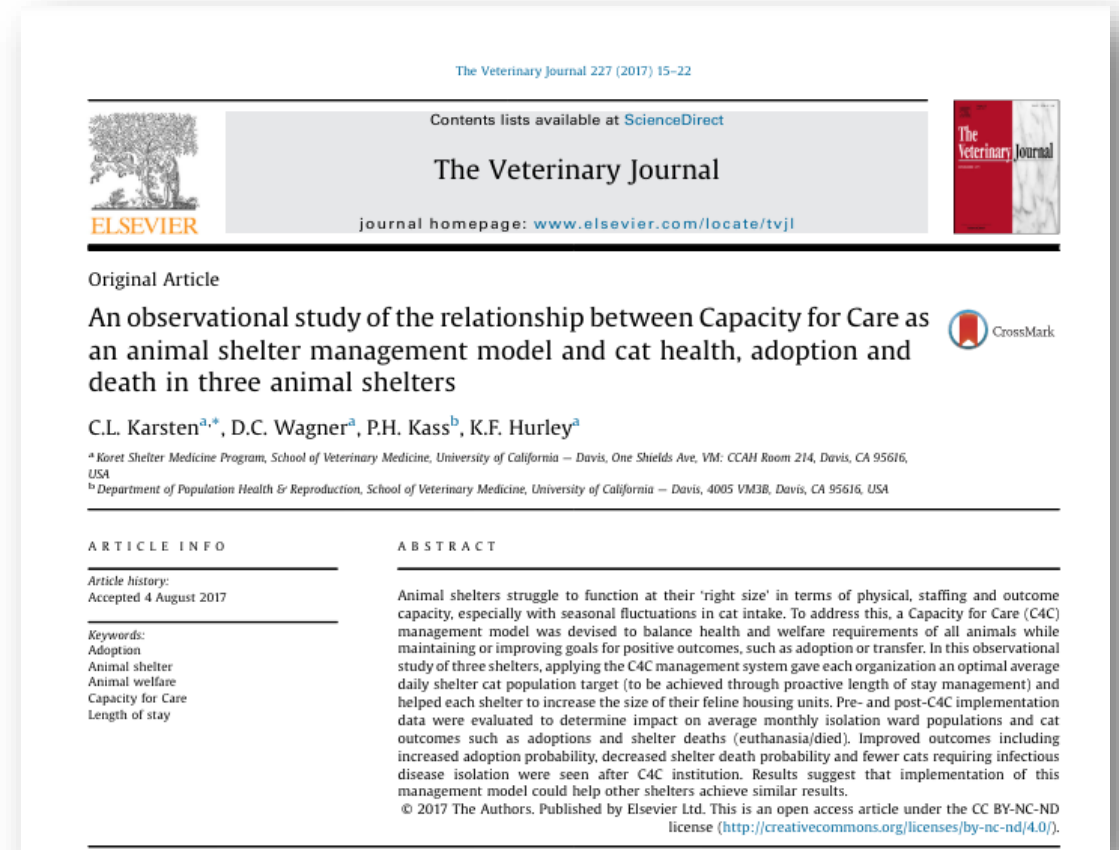 The Veterinary Journal 227 (2017) 15–22
Contents lists available at ScienceDirect
The Veterinary Journal
journal homepage: www.elsevier.com/locate/tvjl
ELSEVIER
The
Veterinary Journal
Original Article
An observational study of the relationship between Capacity for Care as
an animal shelter management model and cat health, adoption and
death in three animal shelters
CrossMark
C.L. Karsten a,*, D.C. Wagner a, P.H. Kass b, K.F. Hurley a
a Koret Shelter Medicine Program, School of Veterinary Medicine, University of California — Davis, One Shields Ave, VM: CCAH Room 214, Davis, CA 95616,
USA
b Department of Population Health & Reproduction, School of Veterinary Medicine, University of California — Davis, 4005 VM3B, Davis, CA 95616, USA
ARTICLE INFO
Article history:
Accepted 4 August 2017
Keywords:
Adoption
Animal shelter
Animal welfare
Capacity for Care
Length of stay
ABSTRACT
Animal shelters struggle to function at their 'right size' in terms of physical, staffing and outcome
capacity, especially with seasonal fluctuations in cat intake. To address this, a Capacity for Care (C4C)
management model was devised to balance health and welfare requirements of all animals while
maintaining or improving goals for positive outcomes, such as adoption or transfer. In this observational
study of three shelters, applying the C4C management system gave each organization an optimal average
daily shelter cat population target (to be achieved through proactive length of stay management) and
helped each shelter to increase the size of their feline housing units. Pre- and post-C4C implementation
data were evaluated to determine impact on average monthly isolation ward populations and cat
outcomes such as adoptions and shelter deaths (euthanasia/died). Improved outcomes including
increased adoption probability, decreased shelter death probability and fewer cats requiring infectious
disease isolation were seen after C4C institution. Results suggest that implementation of this
management model could help other shelters achieve similar results.
© 2017 The Authors. Published by Elsevier Ltd. This is an open access article under the CC BY-NC-ND
license (http://creativecommons.org/licenses/by-nc-nd/4.0/).